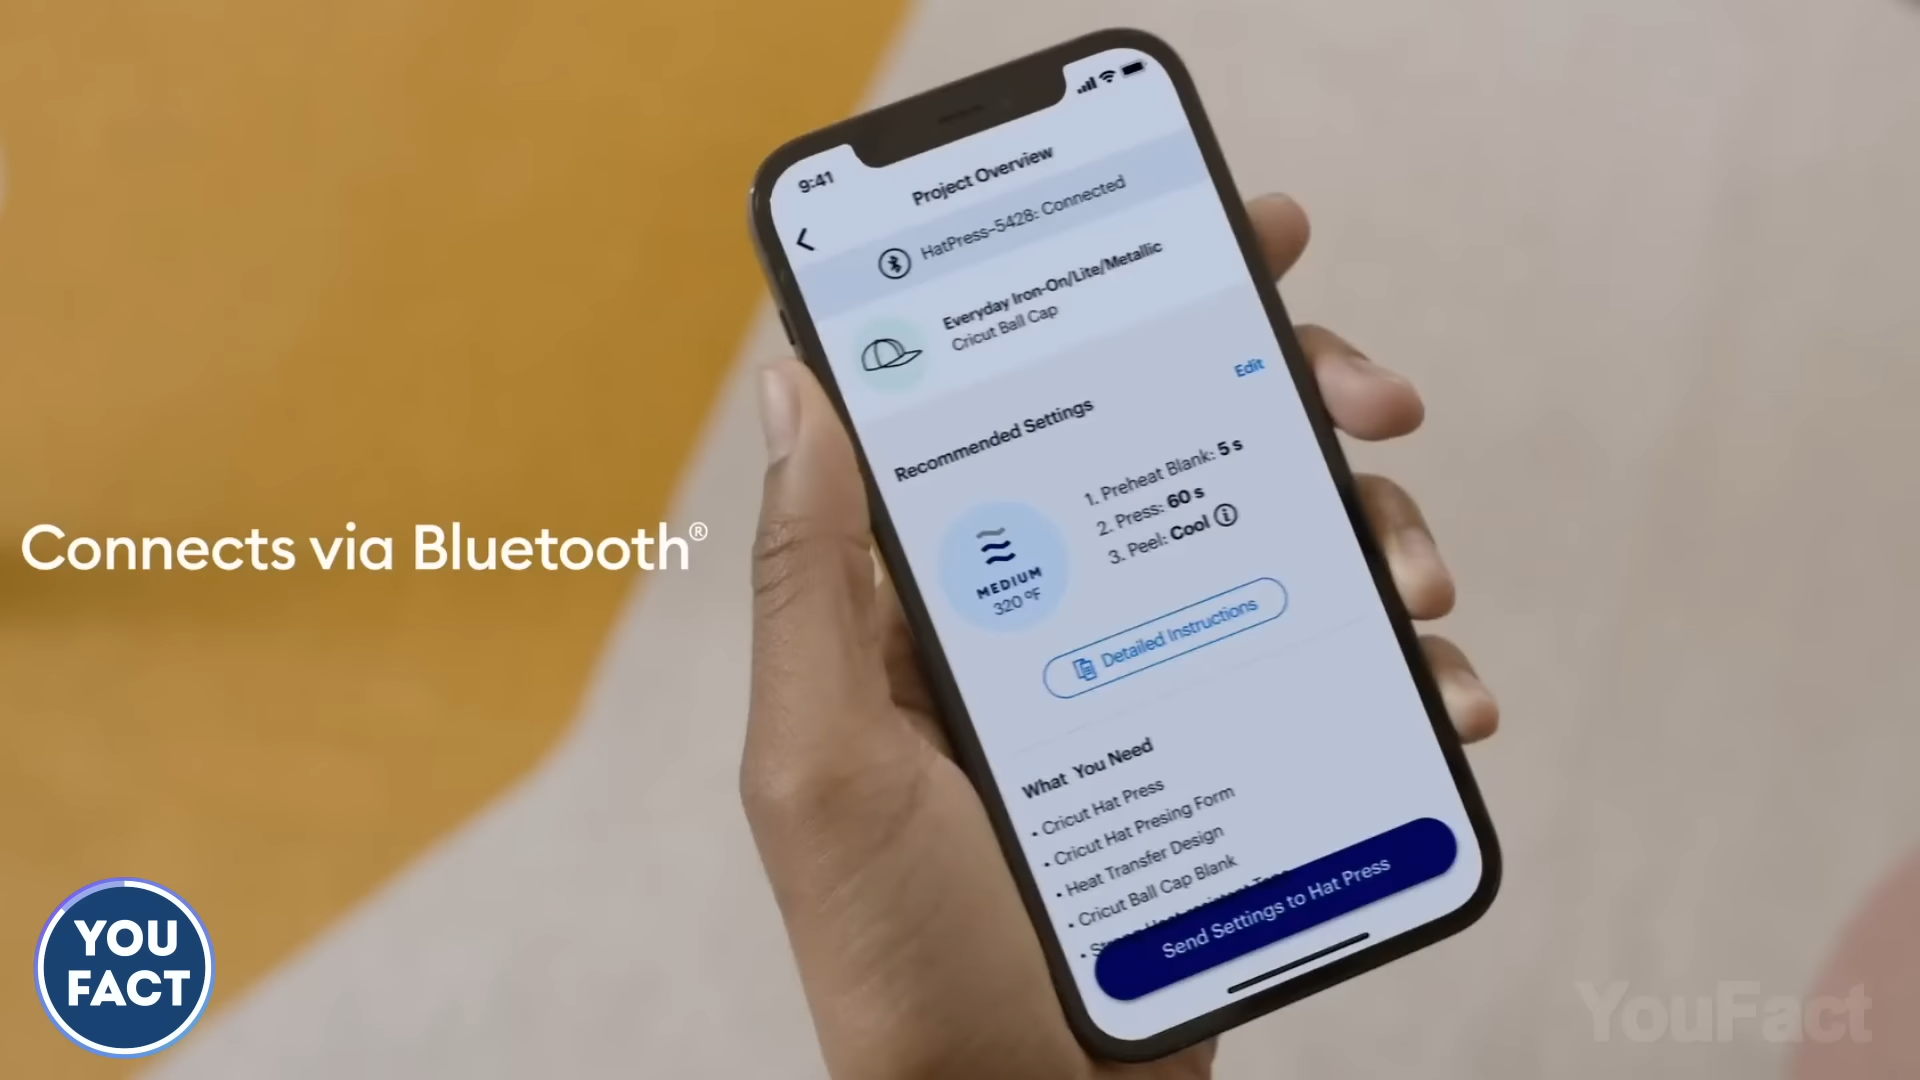 9:41
Project Overview
HatPress-5428: Connected
Everyday Iron-On/Lite/Metallic
Cricut Ball Cap
Edit
Recommended Settings
MEDIUM
320 °F
1. Preheat Blank: 5 s
2. Press: 60 s
3. Peel: Cool
Detailed Instructions
What You Need
• Cricut Hat Press
• Cricut Hat Presing Form
• Heat Transfer Design
• Cricut Ball Cap Blank
Send Settings to Hat Press
Connects via Bluetooth®
YOU
FACT
YouFact